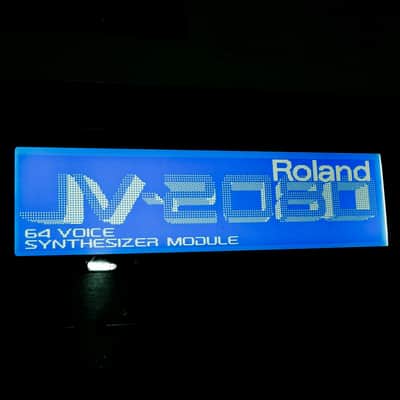 Roland
JV-2080
64 VOICE
SYNTHESIZER MODULE